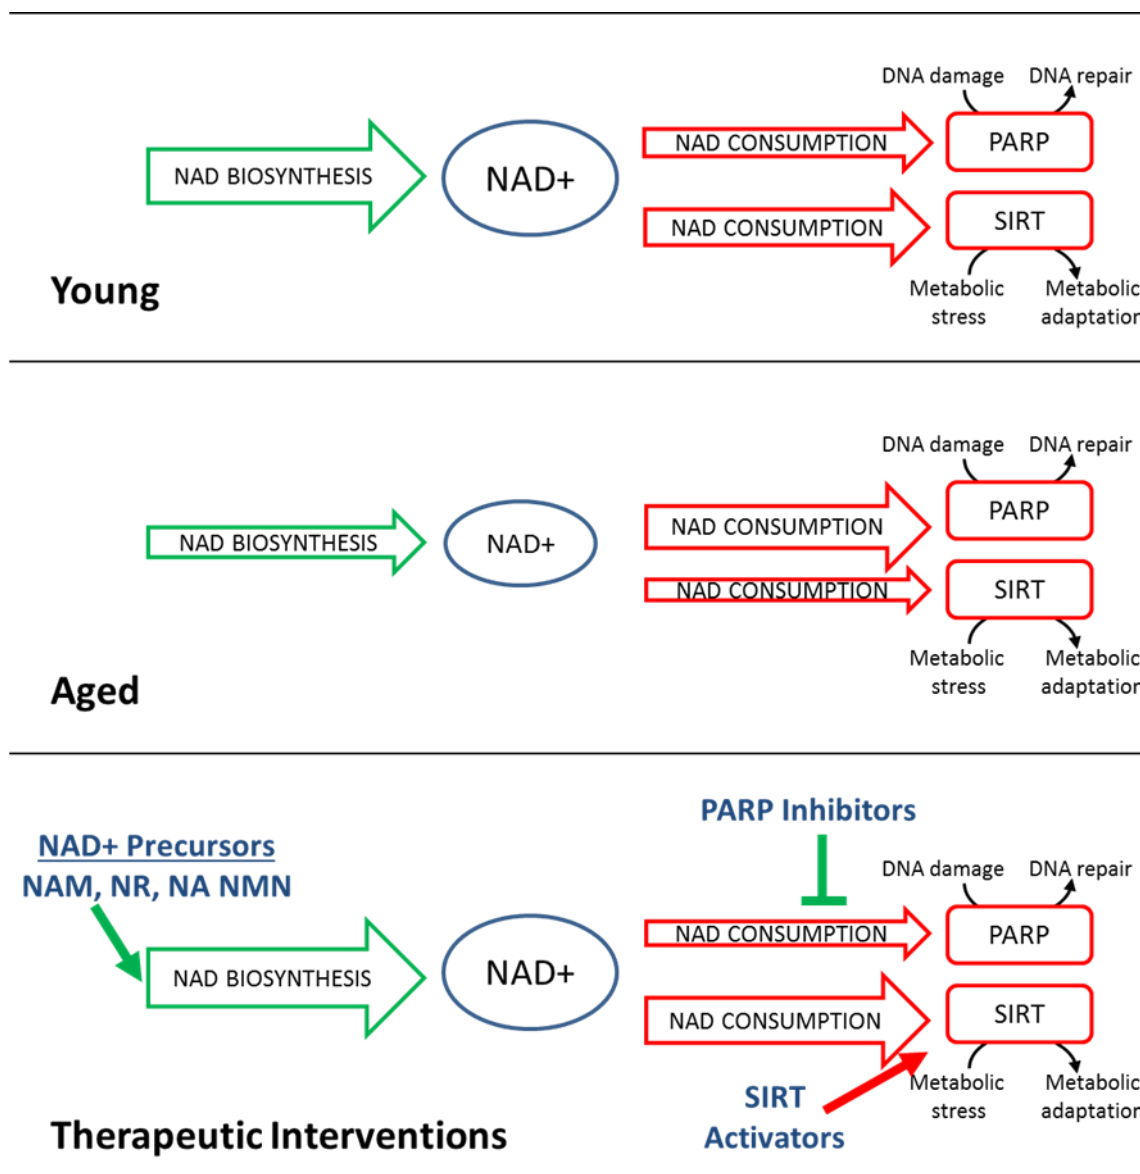 DNA damage DNA repair
NAD CONSUMPTION
PARP
NAD BIOSYNTHESIS
NAD+
NAD CONSUMPTION
SIRT
Young
Metabolic
stress
Metabolic
adaptation
DNA damage DNA repair
NAD CONSUMPTION
PARP
NAD BIOSYNTHESIS
NAD+
NAD CONSUMPTION
SIRT
Aged
Metabolic
stress
Metabolic
adaptation
PARP Inhibitors
NAD+ Precursors
NAM, NR, NA NMN
DNA damage DNA repair
NAD CONSUMPTION
PARP
NAD BIOSYNTHESIS
NAD+
NAD CONSUMPTION
SIRT
SIRT
Activators
Metabolic
stress
Metabolic
adaptation
Therapeutic Interventions